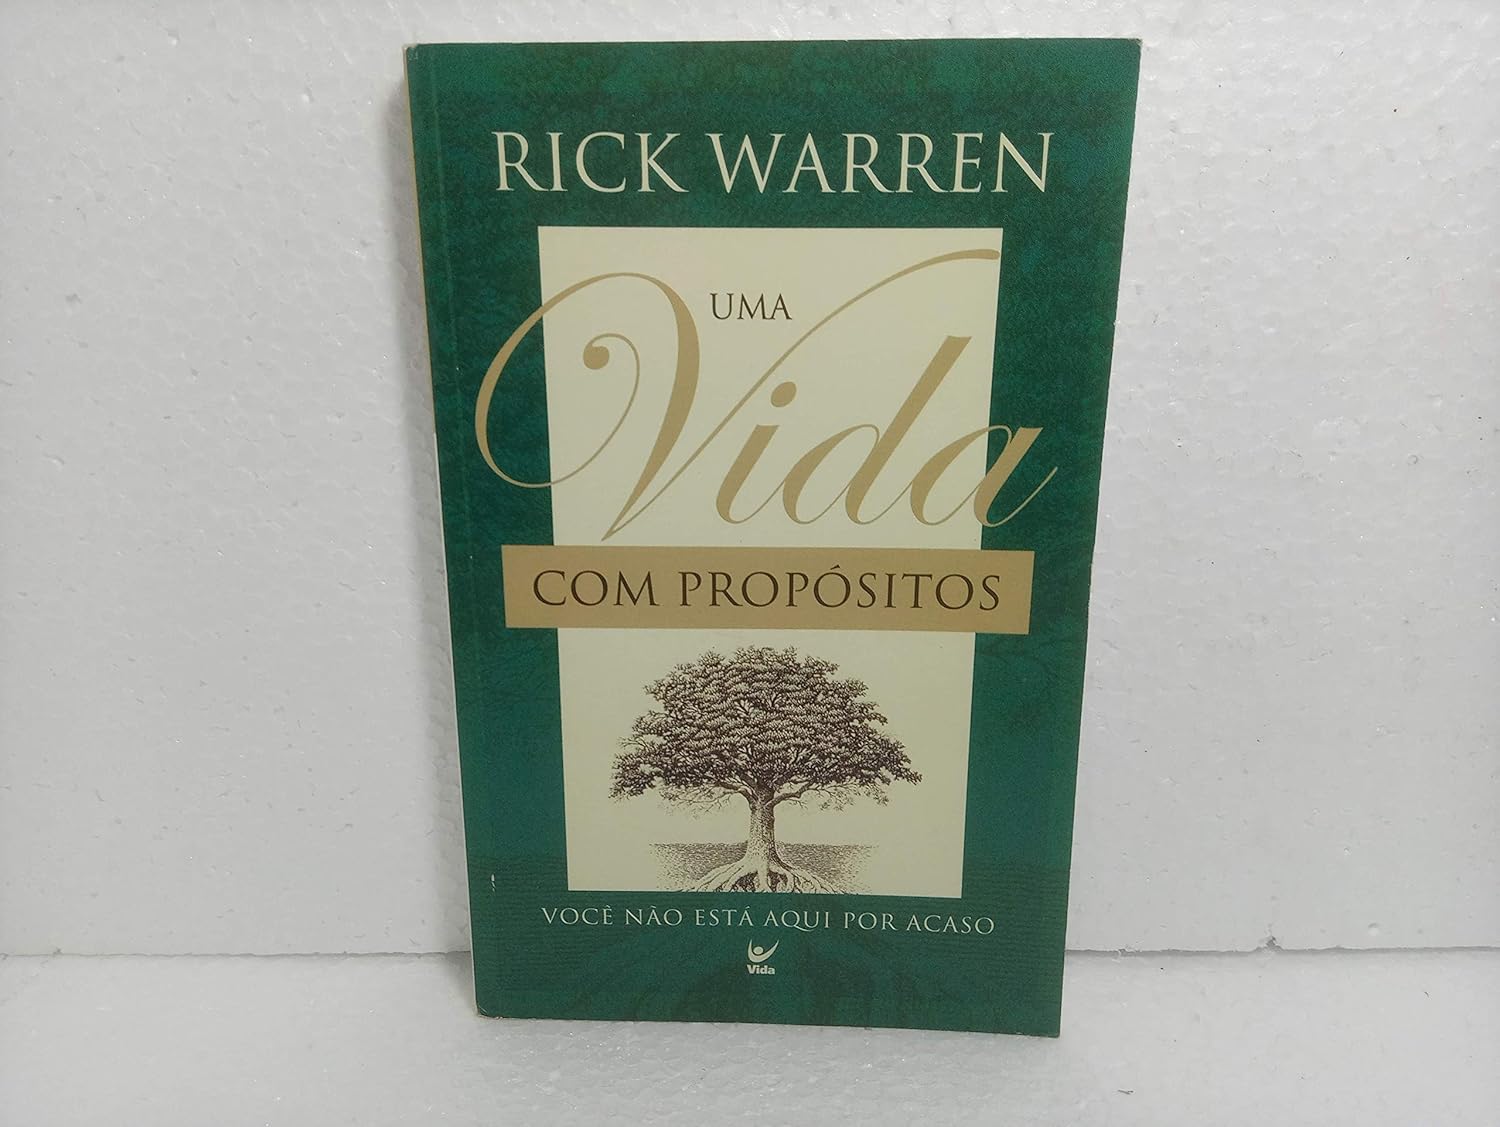 RICK WARREN
UMA
Vida
COM PROPÓSITOS
VOCÊ NÃO ESTÁ AQUI POR ACASO
Vida